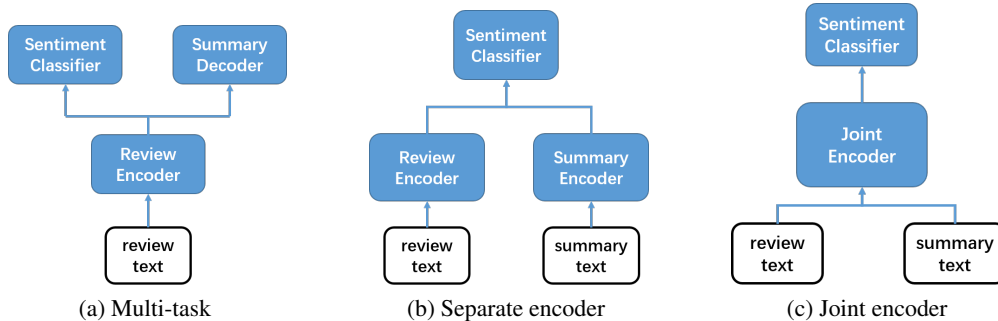 Sentiment
Classifier
Summary
Decoder
Review
Encoder
review
text
(a) Multi-task
Sentiment
Classifier
Review
Encoder
Summary
Encoder
review
text
summary
text
(b) Separate encoder
Sentiment
Classifier
Joint
Encoder
review
text
summary
text
(c) Joint encoder